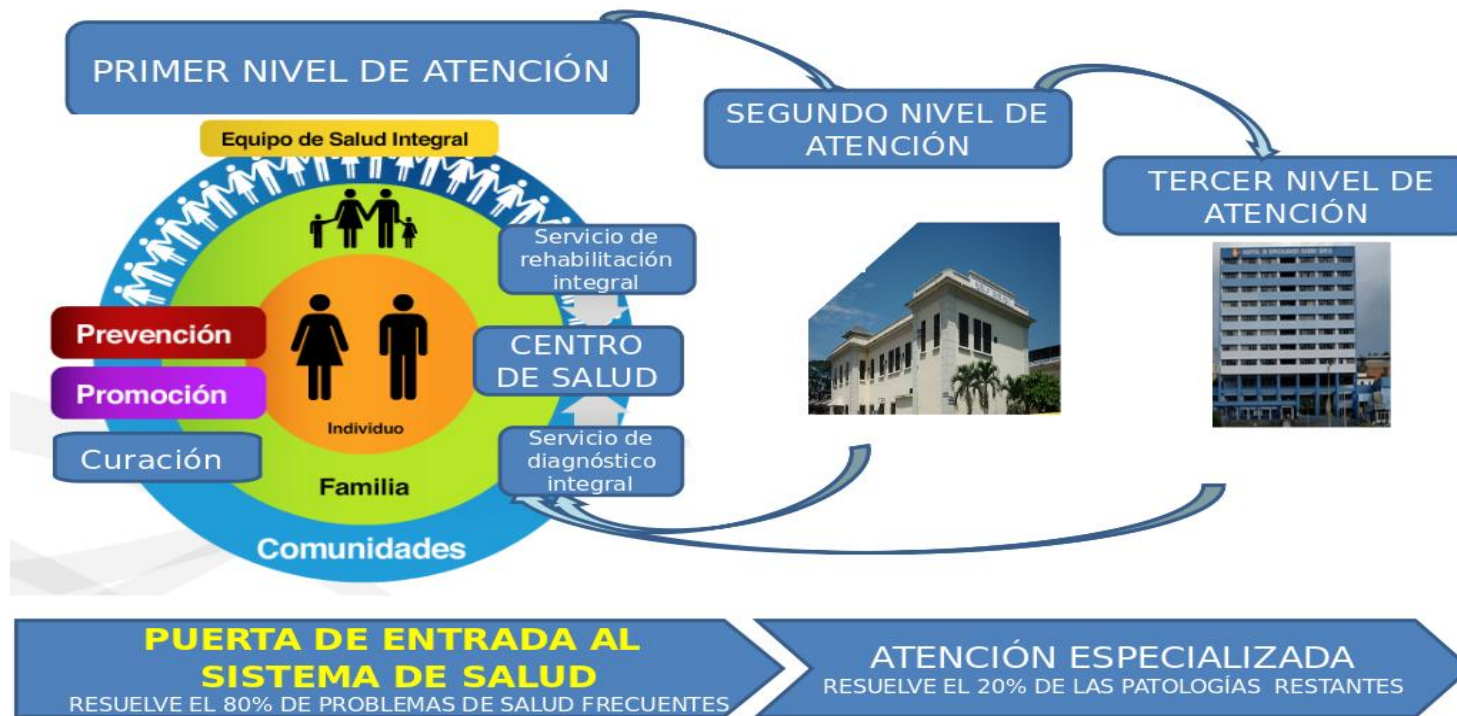 PRIMER NIVEL DE ATENCIÓN
SEGUNDO NIVEL DE
ATENCIÓN
TERCER NIVEL DE
ATENCIÓN
Equipo de Salud Integral
Servicio de
rehabilitación
integral
Prevención
CENTRO
DE SALUD
Promoción
Individuo
Curación
Servicio de
diagnóstico
integral
Familia
Comunidades
PUERTA DE ENTRADA AL
SISTEMA DE SALUD
RESUELVE EL 80% DE PROBLEMAS DE SALUD FRECUENTES
ATENCIÓN ESPECIALIZADA
RESUELVE EL 20% DE LAS PATOLOGÍAS RESTANTES